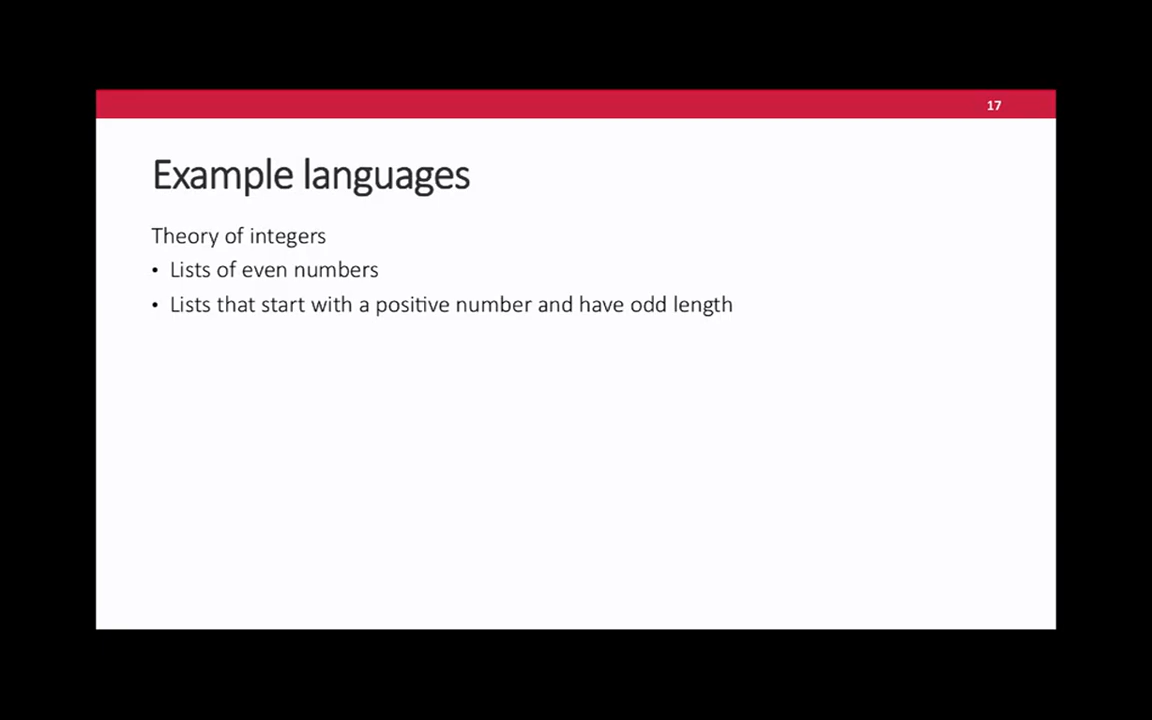 17
Example languages
Theory of integers
• Lists of even numbers
• Lists that start with a positive number and have odd length